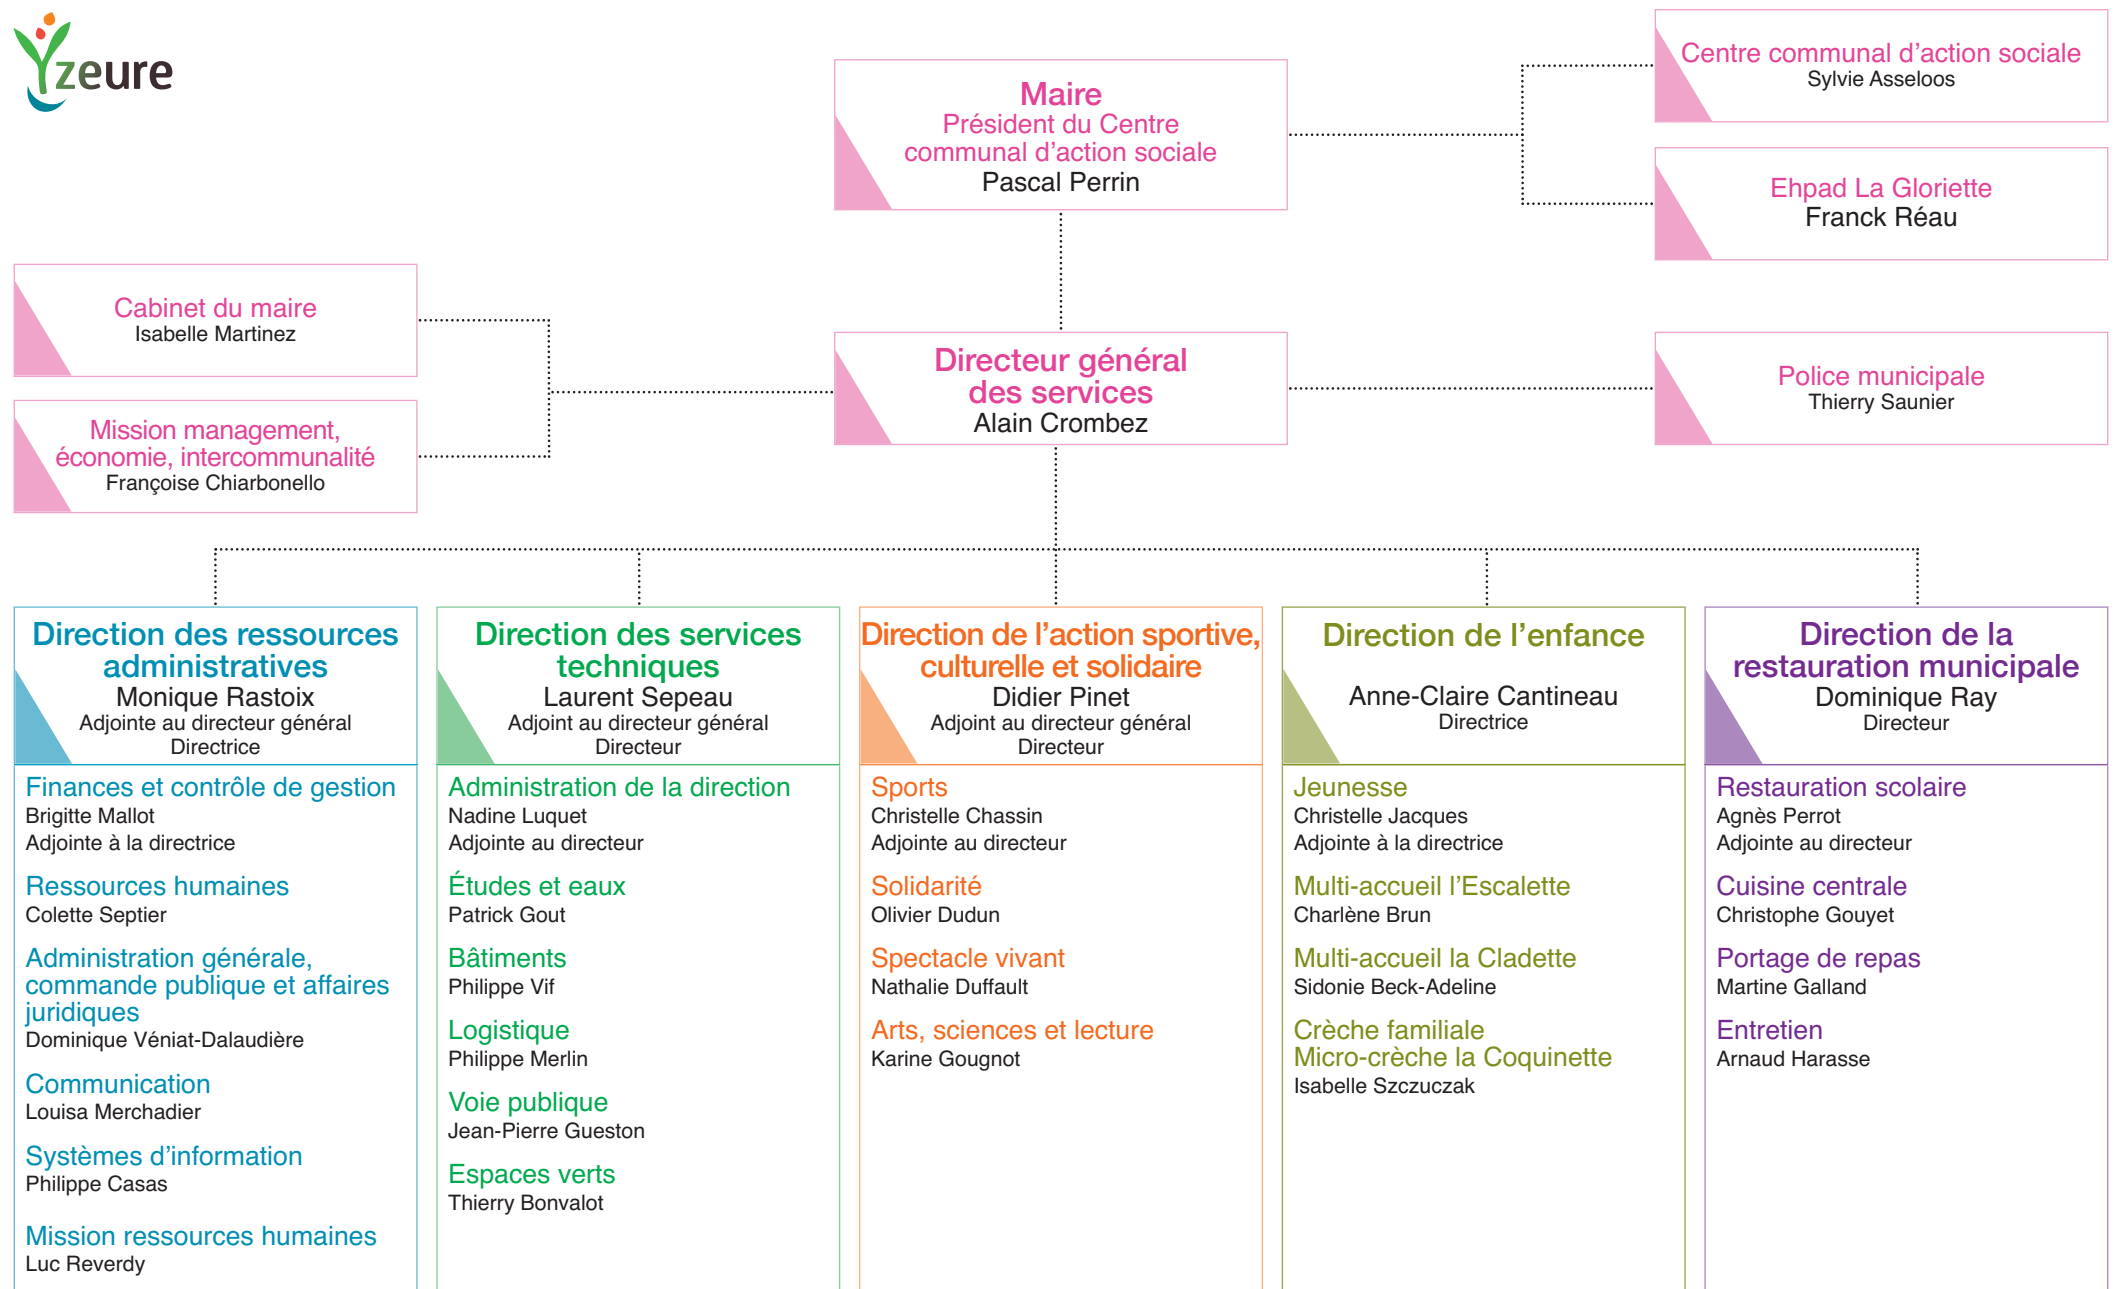 Yzeure
Maire
Président du Centre
communal d'action sociale
Pascal Perrin
Centre communal d'action sociale
Sylvie Asseloos
Ehpad La Gloriette
Franck Réau
Cabinet du maire
Isabelle Martinez
Mission management,
économie, intercommunalité
Françoise Chiarbonello
Directeur général
des services
Alain Crombez
Police municipale
Thierry Saunier
Direction des ressources
administratives
Monique Rastoix
Adjointe au directeur général
Directrice
Finances et contrôle de gestion
Brigitte Mallot
Adjointe à la directrice
Ressources humaines
Colette Septier
Administration générale,
commande publique et affaires
juridiques
Dominique Véniat-Dalaudière
Communication
Louisa Merchadier
Systèmes d'information
Philippe Casas
Mission ressources humaines
Luc Reverdy
Direction des services
techniques
Laurent Sepeau
Adjoint au directeur général
Directeur
Administration de la direction
Nadine Luquet
Adjointe au directeur
Études et eaux
Patrick Gout
Bâtiments
Philippe Vif
Logistique
Philippe Merlin
Voie publique
Jean-Pierre Gueston
Espaces verts
Thierry Bonvalot
Direction de l'action sportive,
culturelle et solidaire
Didier Pinet
Adjoint au directeur général
Directeur
Sports
Christelle Chassin
Adjointe au directeur
Solidarité
Olivier Dudun
Spectacle vivant
Nathalie Duffault
Arts, sciences et lecture
Karine Gougnot
Direction de l'enfance
Anne-Claire Cantineau
Directrice
Jeunesse
Christelle Jacques
Adjointe à la directrice
Multi-accueil l'Escalette
Charlène Brun
Multi-accueil la Cladette
Sidonie Beck-Adeline
Crèche familiale
Micro-crèche la Coquinette
Isabelle Szczuczak
Direction de la
restauration municipale
Dominique Ray
Directeur
Restauration scolaire
Agnès Perrot
Adjointe au directeur
Cuisine centrale
Christophe Gouyet
Portage de repas
Martine Galland
Entretien
Arnaud Harasse